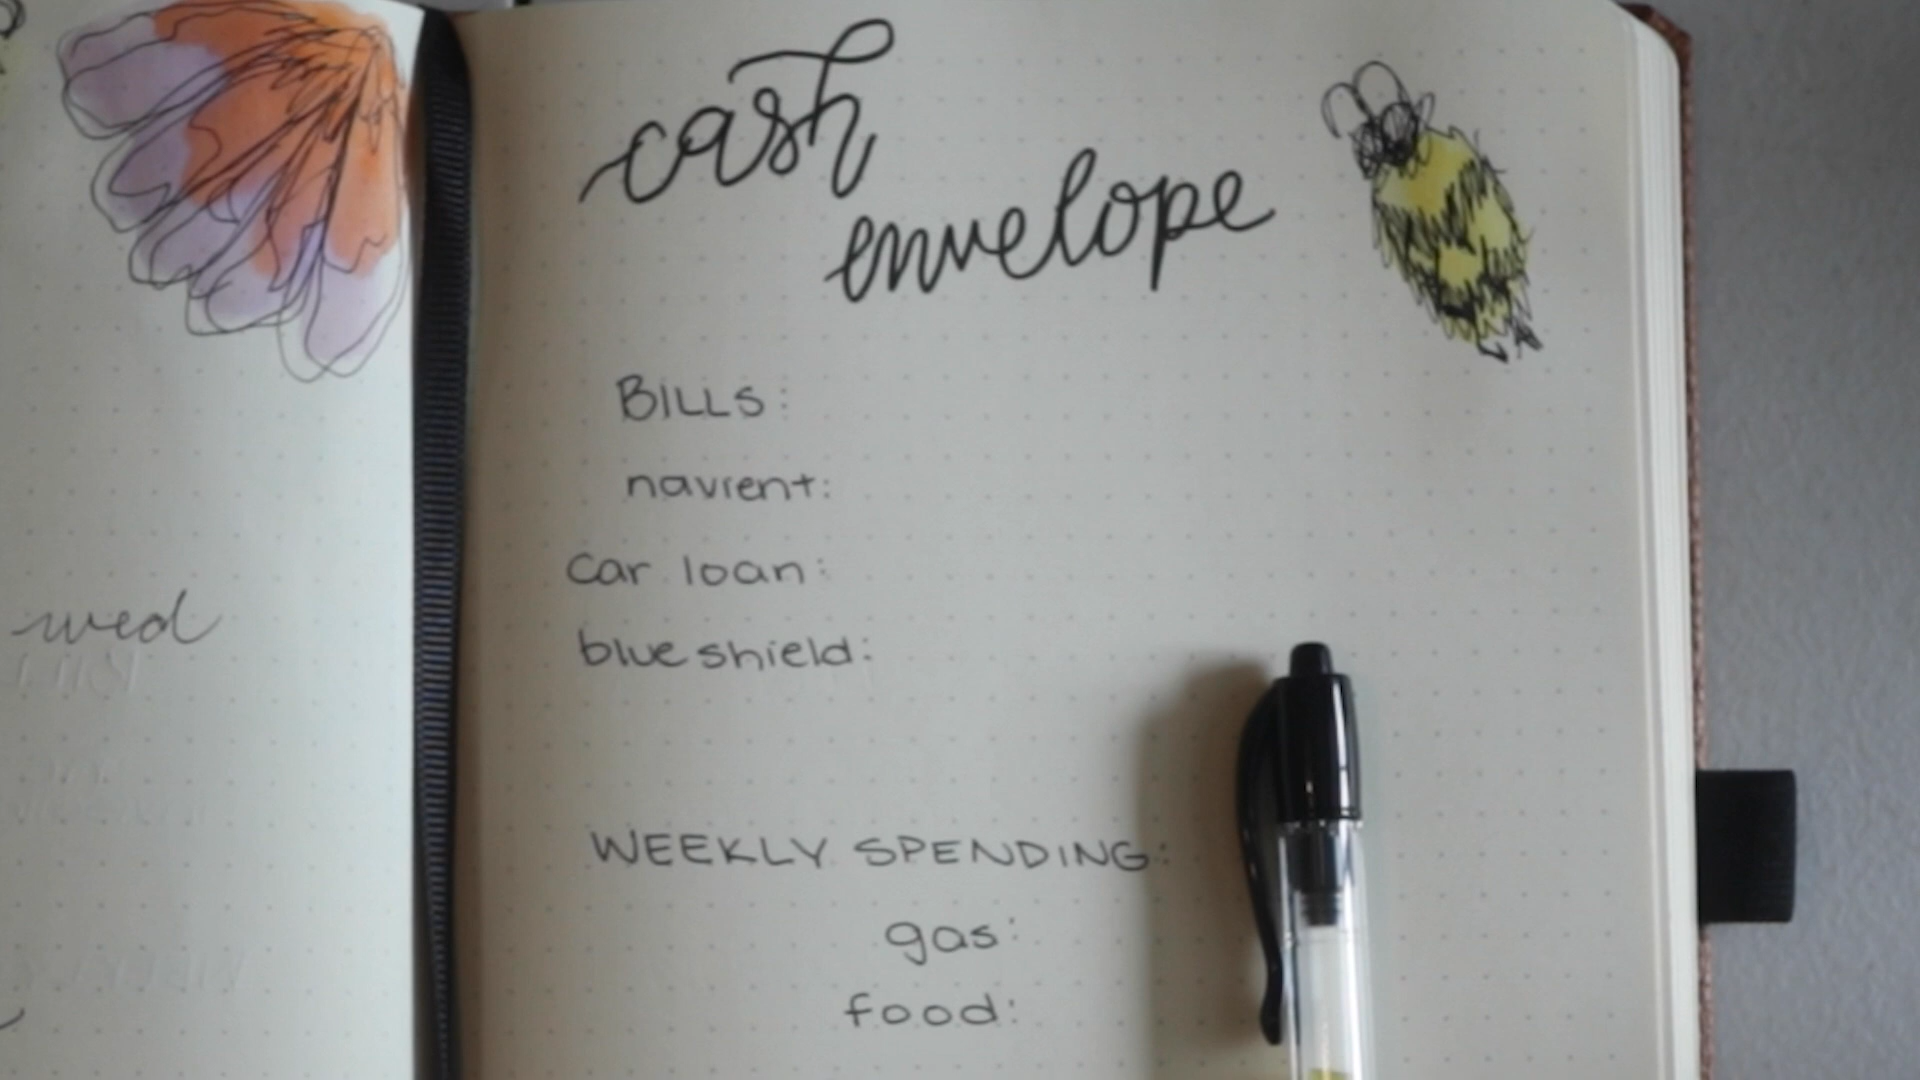 wed
cash
envelope
BILLS:
navient:
car loan:
blue shield:
WEEKLY SPENDING:
gas:
food: